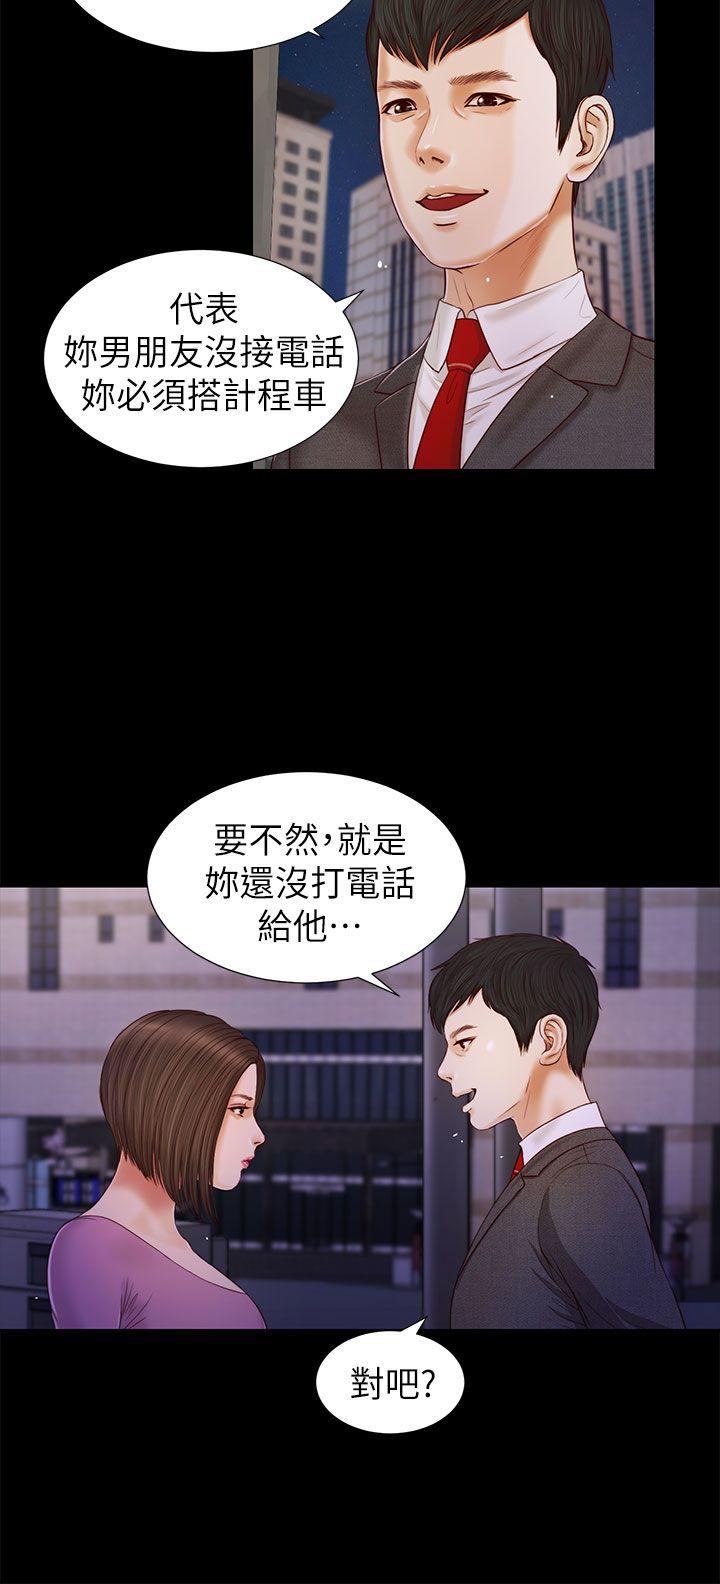 代表
妳男朋友沒接電話
妳必須搭計程車
要不然，就是
妳還沒打電話
給他…
對吧?